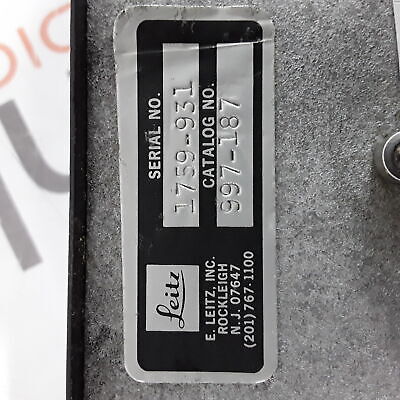 SERIAL NO.
1759-931
CATALOG NO.
997-187
Leitz
E. LEITZ, INC.
ROCKLEIGH
N. J. 07647
(201) 767-1100